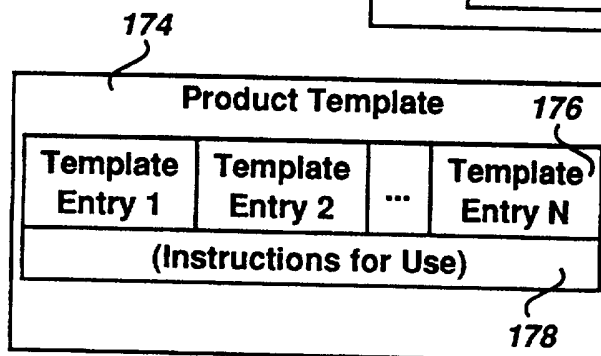 174
Product Template 176
Template Template ... Template
Entry 1 Entry 2 Entry N
(Instructions for Use)
178